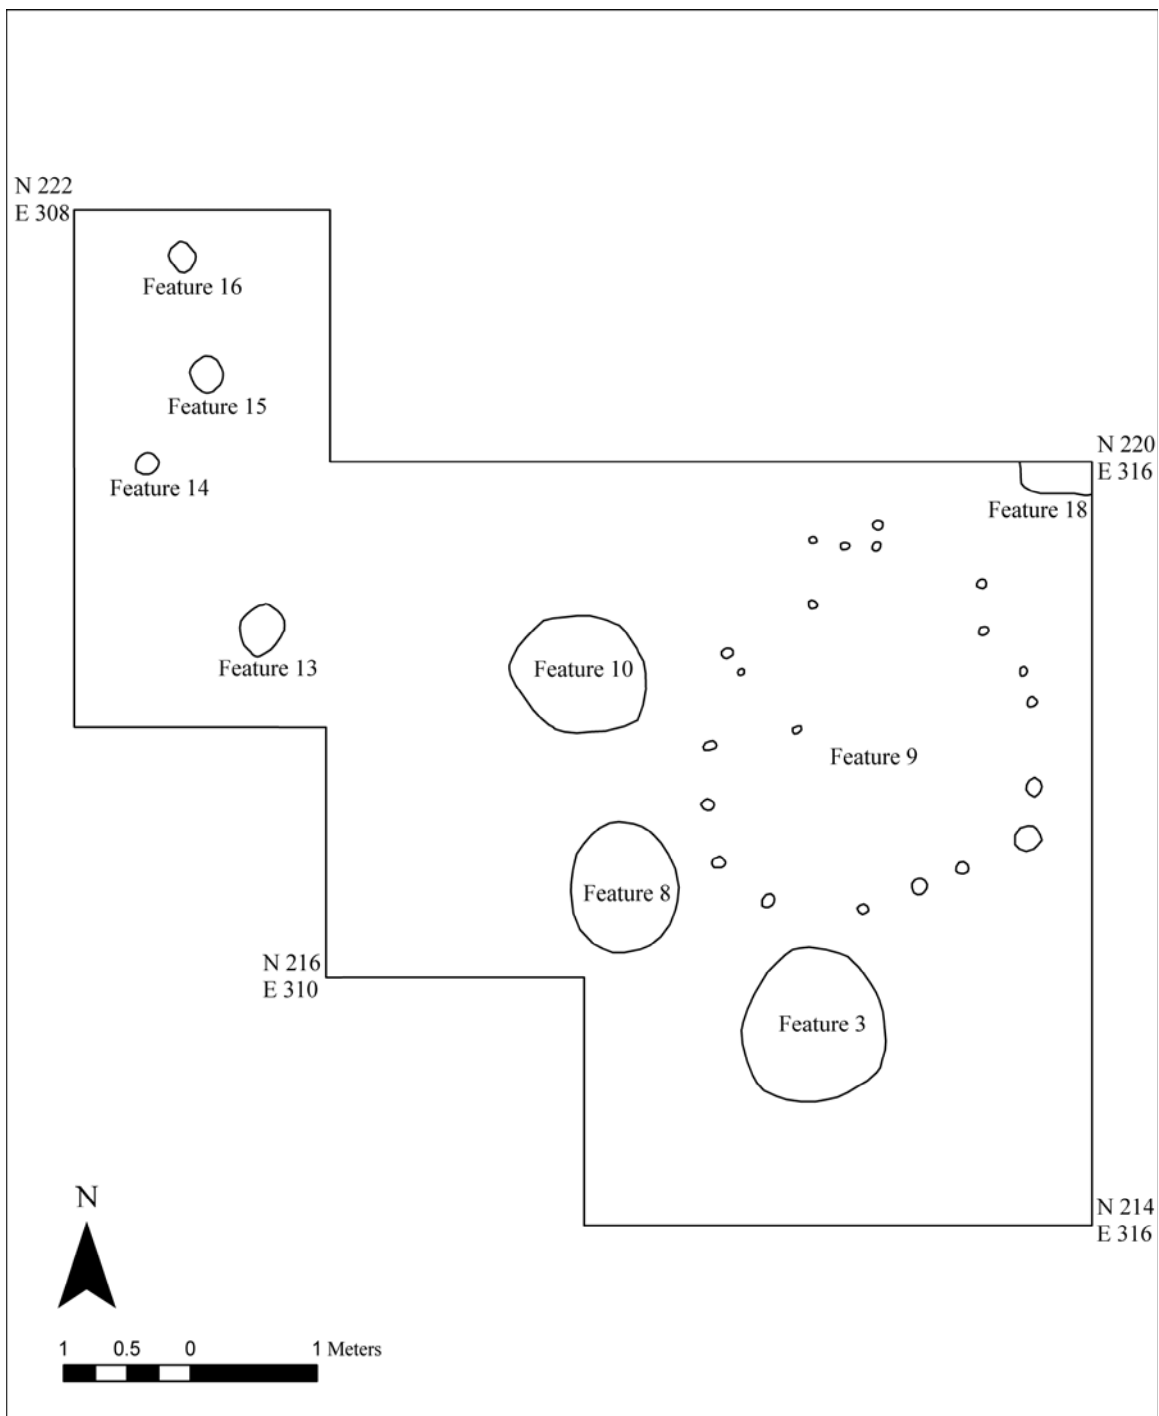 N 222
E 308
Feature 16
Feature 15
N 220
E 316
Feature 14
Feature 18
Feature 13
Feature 10
Feature 9
Feature 8
N 216
E 310
Feature 3
N
N 214
E 316
1 0.5 0 1 Meters